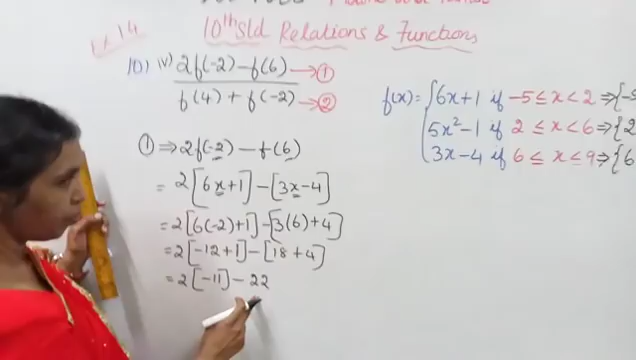 Ex 1.4
10th Std Relations & Functions
10) iv) 2f(-2) - f(6) → ①
f(4) + f(-2) → ②
f(x) = { 6x+1 if -5 ≤ x < 2 ⇒ {-5
5x² - 1 if 2 ≤ x < 6 ⇒ {2
3x - 4 if 6 ≤ x ≤ 9 ⇒ {6
① ⇒ 2f(-2) - f(6)
= 2[6x+1] - [3x-4]
= 2[6(-2)+1] - [3(6)+4]
= 2[-12+1] - [18+4]
= 2[-11] - 22